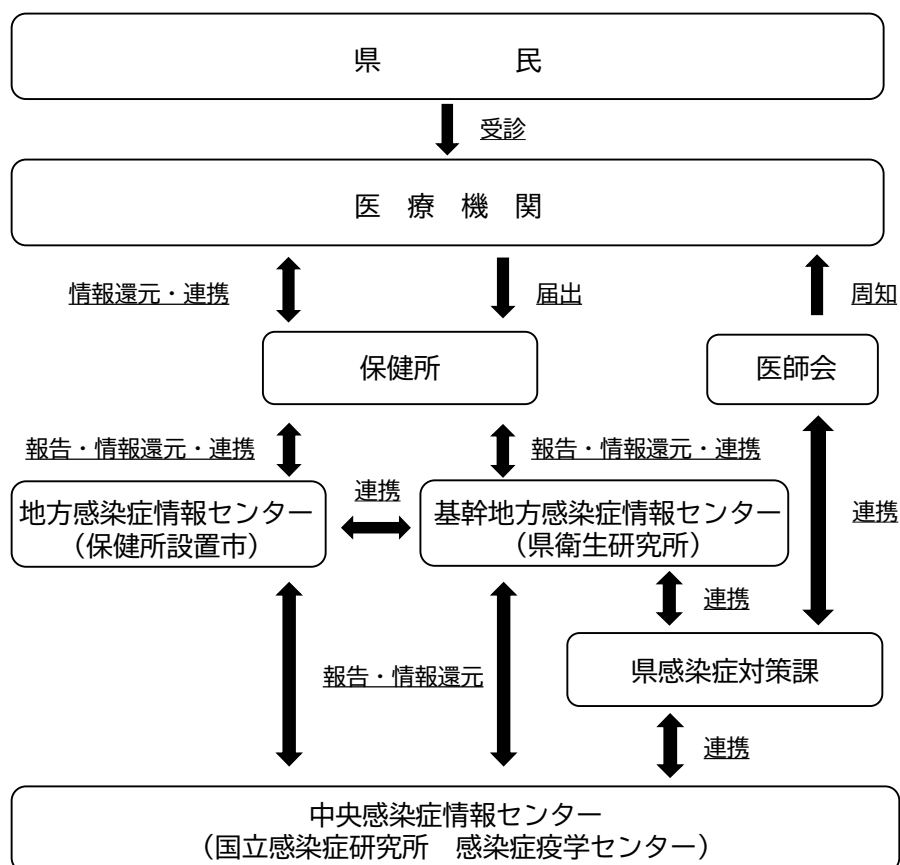 県　　　　民
受診
医　療　機　関
情報還元・連携
届出
周知
保健所
医師会
報告・情報還元・連携
報告・情報還元・連携
地方感染症情報センター
（保健所設置市）
連携
基幹地方感染症情報センター
（県衛生研究所）
連携
連携
報告・情報還元
県感染症対策課
連携
中央感染症情報センター
（国立感染症研究所　感染症疫学センター）